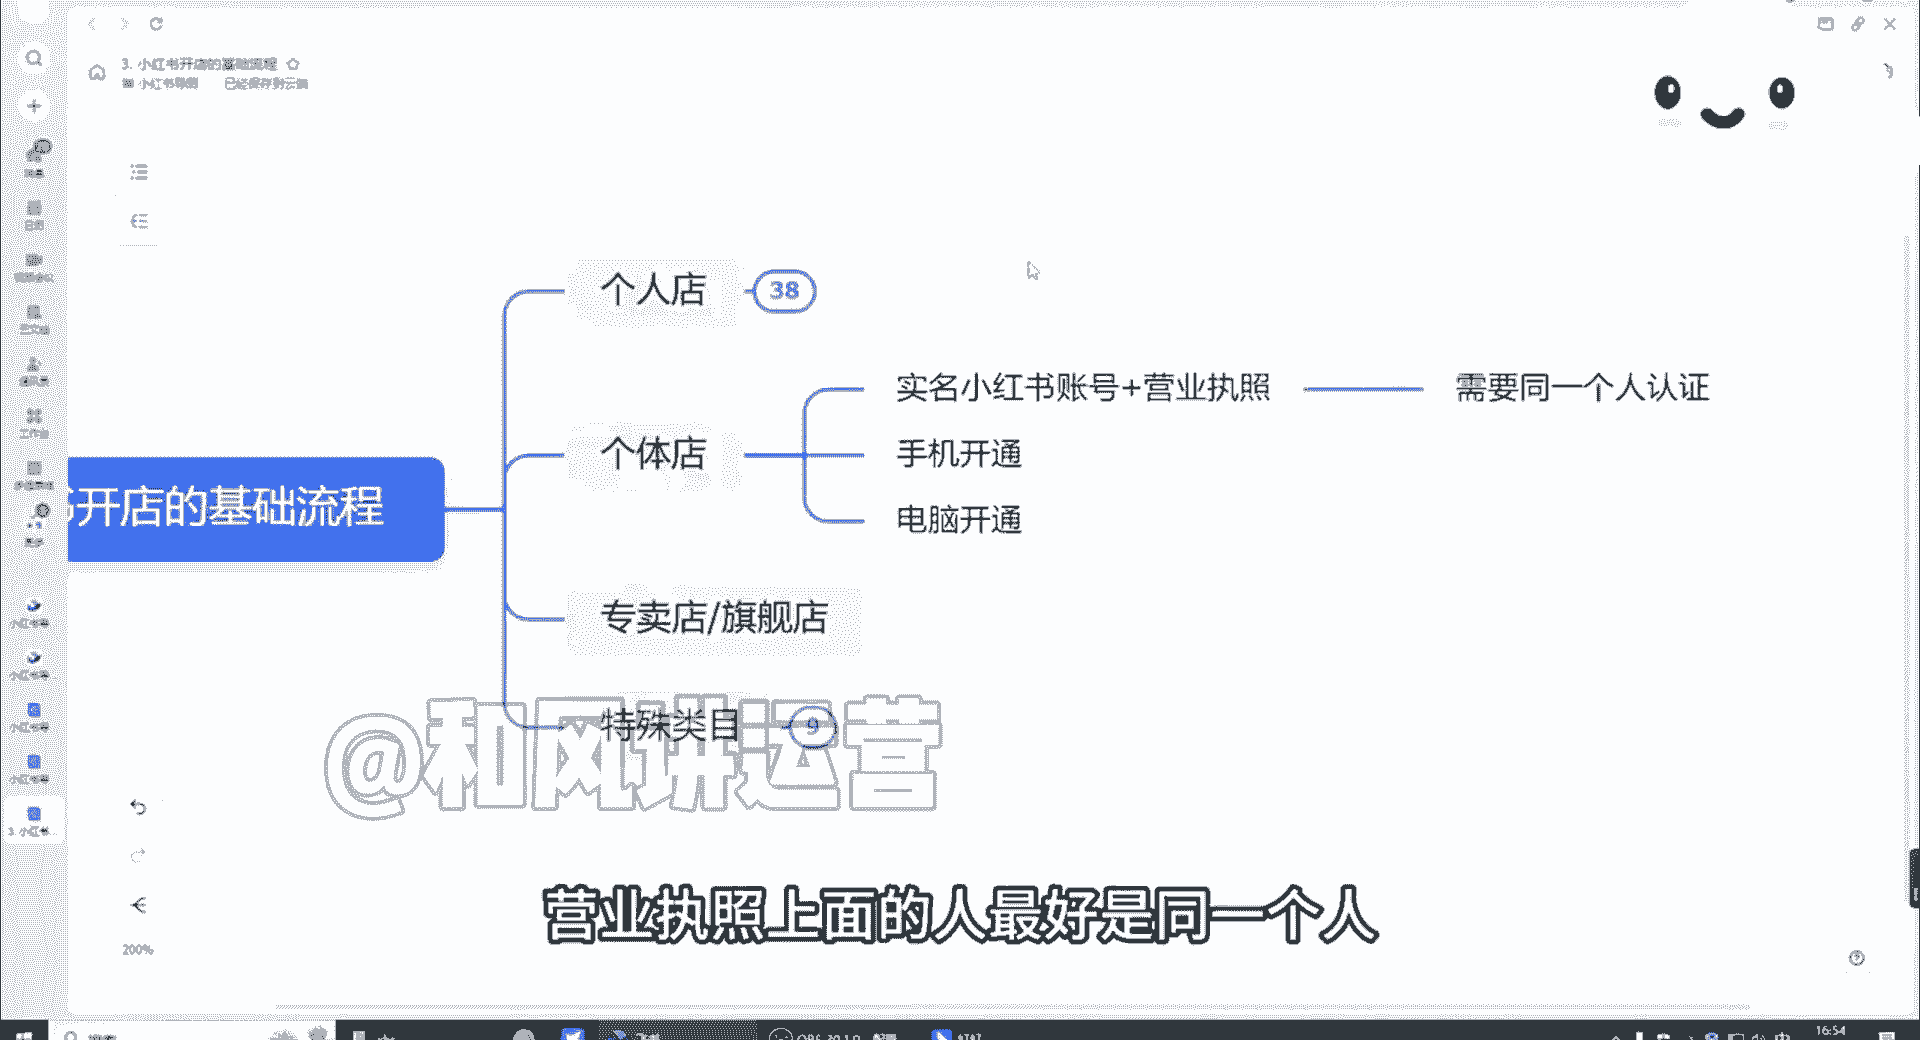 3. 小红书开店的基础流程
已经保存到云端
个人店
38
实名小红书账号+营业执照
需要同一个人认证
个体店
手机开通
书开店的基础流程
电脑开通
专卖店/旗舰店
特殊类目
9
@和风讲运营
营业执照上面的人最好是同一个人
200%
16:54